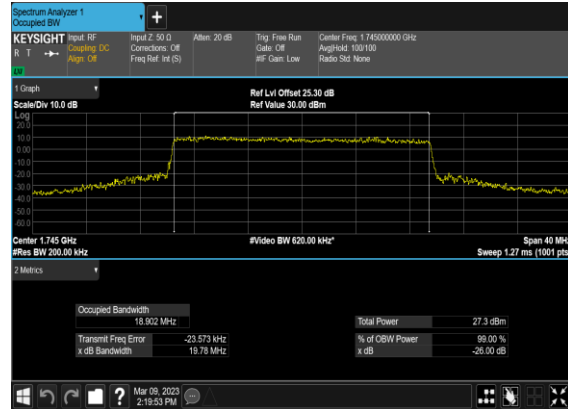 Spectrum Analyzer 1
Occupied BW
+
KEYSIGHT Input: RF Input Z: 50 Ω Atten: 20 dB Trig: Free Run Center Freq: 1.745000000 GHz
R T Coupling: DC Corrections: Off Gate: Off Avg|Hold: 100/100
Align: Off Freq Ref: Int (S) #IF Gain: Low Radio Std: None
1 Graph Ref Lvl Offset 25.30 dB
Scale/Div 10.0 dB Ref Value 30.00 dBm
Log
20.0
10.0
0.00
-10.0
-20.0
-30.0
-40.0
-50.0
-60.0
Center 1.745 GHz #Video BW 620.00 kHz* Span 40 MHz
#Res BW 200.00 kHz Sweep 1.27 ms (1001 pts)
2 Metrics
Occupied Bandwidth
18.902 MHz Total Power 27.3 dBm
Transmit Freq Error -23.573 kHz % of OBW Power 99.00 %
x dB Bandwidth 19.78 MHz x dB -26.00 dB
? Mar 09, 2023
2:19:53 PM